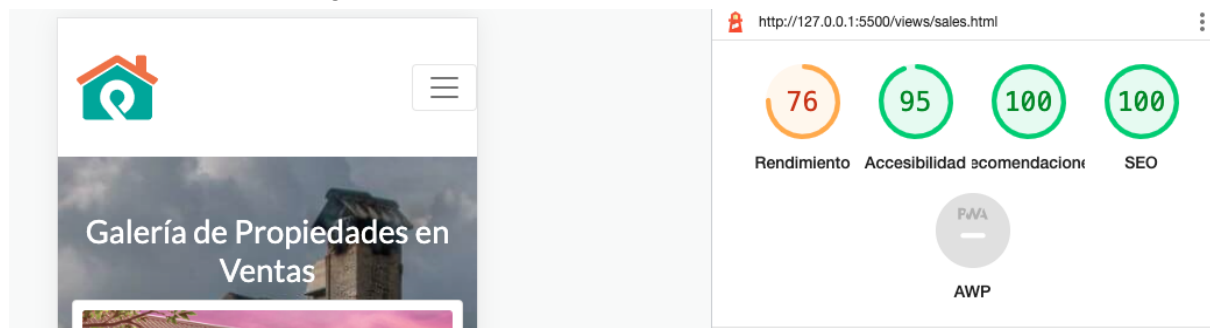 Galería de Propiedades en
Ventas
http://127.0.0.1:5500/views/sales.html
76
95
100
100
Rendimiento
Accesibilidad
ecomendacione
SEO
PWA
AWP